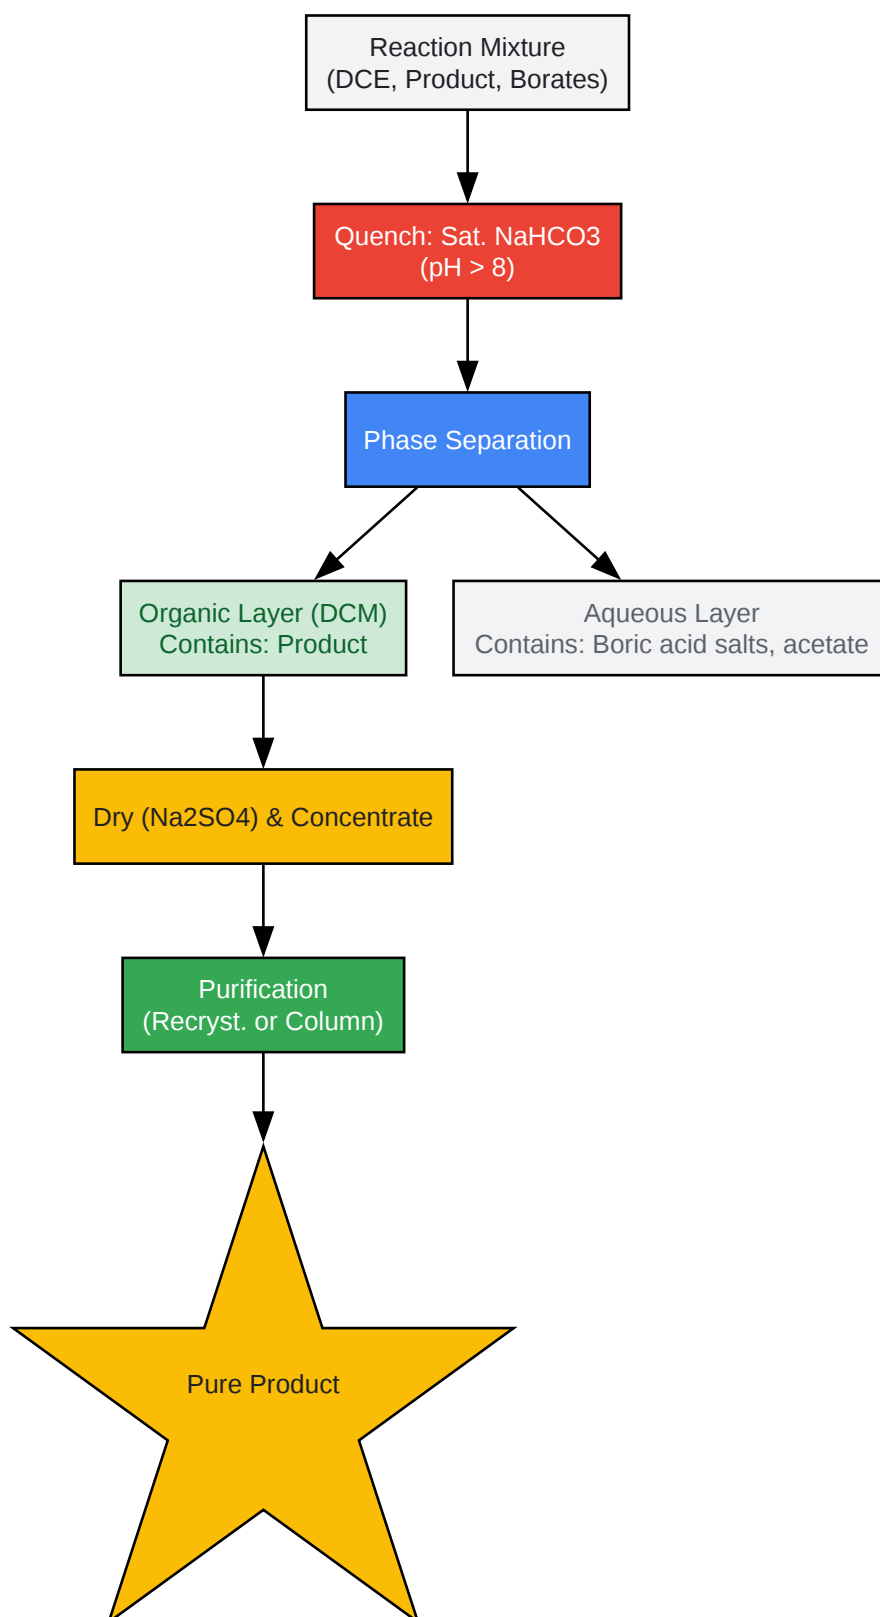 Reaction Mixture
(DCE, Product, Borates)
Quench: Sat. NaHCO3
(pH > 8)
Phase Separation
Organic Layer (DCM)
Contains: Product
Aqueous Layer
Contains: Boric acid salts, acetate
Dry (Na2SO4) & Concentrate
Purification
(Recryst. or Column)
Pure Product